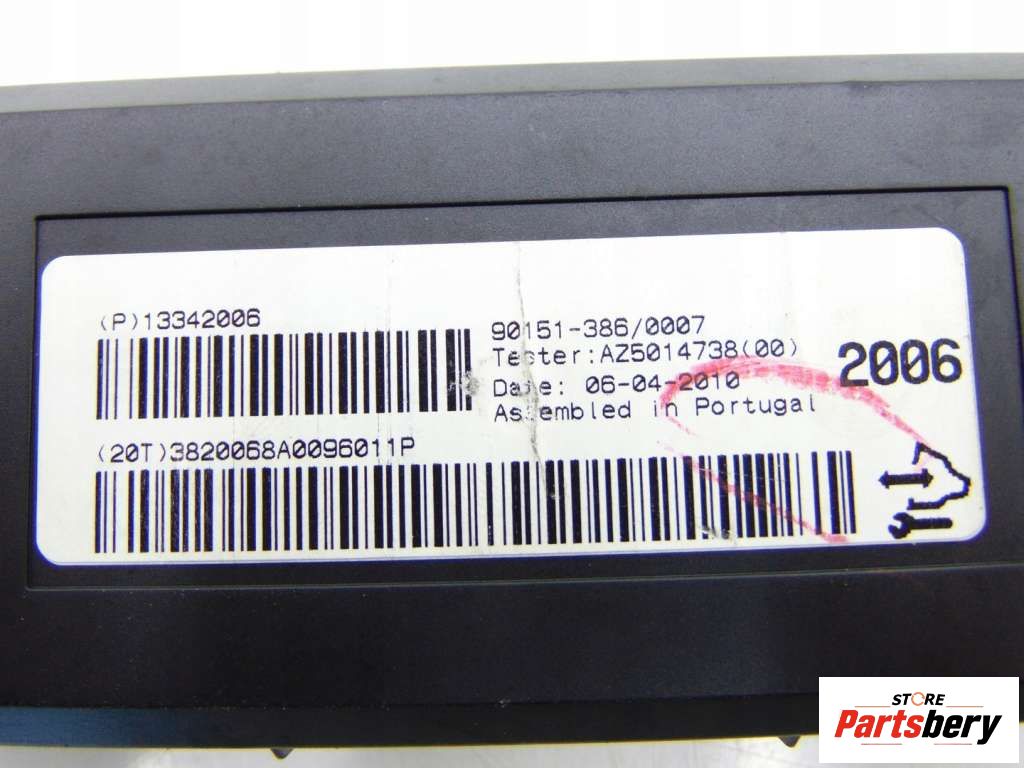 (P)13342006
90151-386/0007
Tester:AZ5014738(00)
Date: 06-04-2010
Assembled in Portugal
2006
(20T)3820068A0096011P
STORE
Partsbery